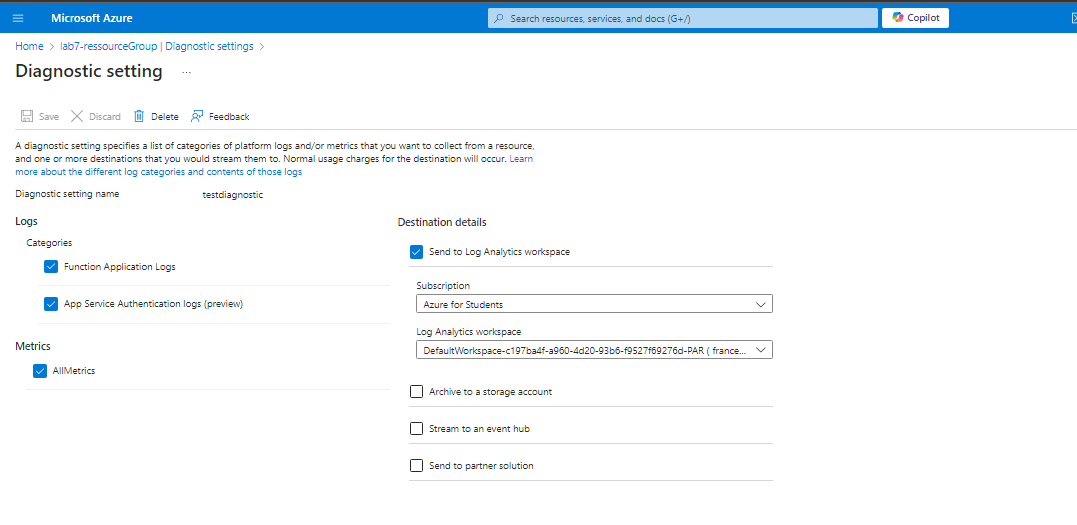 Microsoft Azure
Search resources, services, and docs (G+/)
Copilot
Home > lab7-ressourceGroup | Diagnostic settings >
Diagnostic setting ...
Save Discard Delete Feedback
A diagnostic setting specifies a list of categories of platform logs and/or metrics that you want to collect from a resource,
and one or more destinations that you would stream them to. Normal usage charges for the destination will occur. Learn
more about the different log categories and contents of those logs
Diagnostic setting name testdiagnostic
Logs
Categories
Function Application Logs
App Service Authentication logs (preview)
Metrics
AllMetrics
Destination details
Send to Log Analytics workspace
Subscription
Azure for Students
Log Analytics workspace
DefaultWorkspace-c197ba4f-a960-4d20-93b6-f9527f69276d-PAR ( france...
Archive to a storage account
Stream to an event hub
Send to partner solution